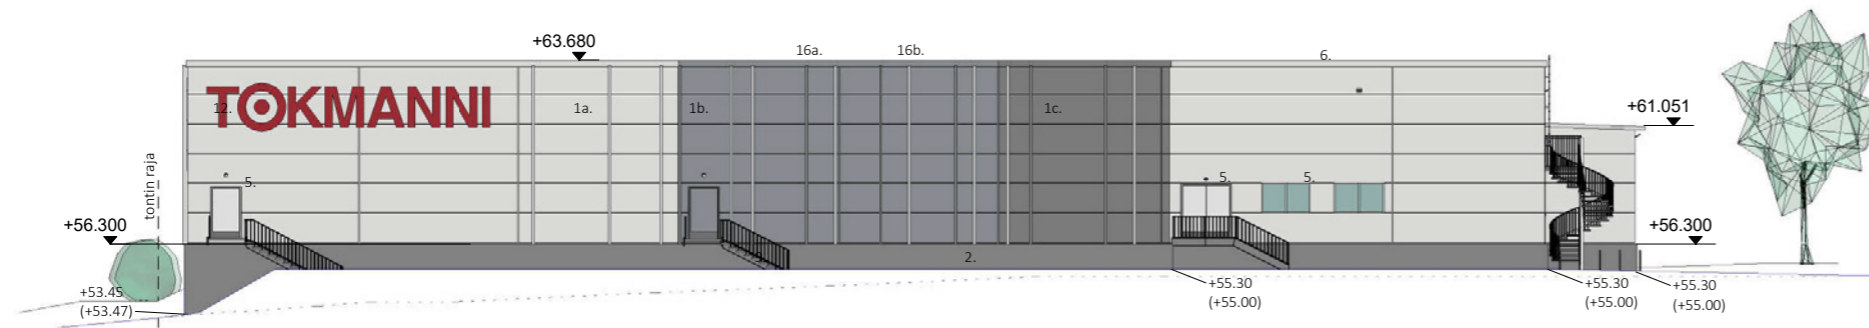 +63.680
16a.
16b.
6.
TOKMANNI
12.
1a.
1b.
1c.
+61.051
tontin raja
5.
5.
5.
+56.300
+56.300
2.
+53.45
(+53.47)
+55.30
(+55.00)
+55.30
(+55.00)
+55.30
(+55.00)